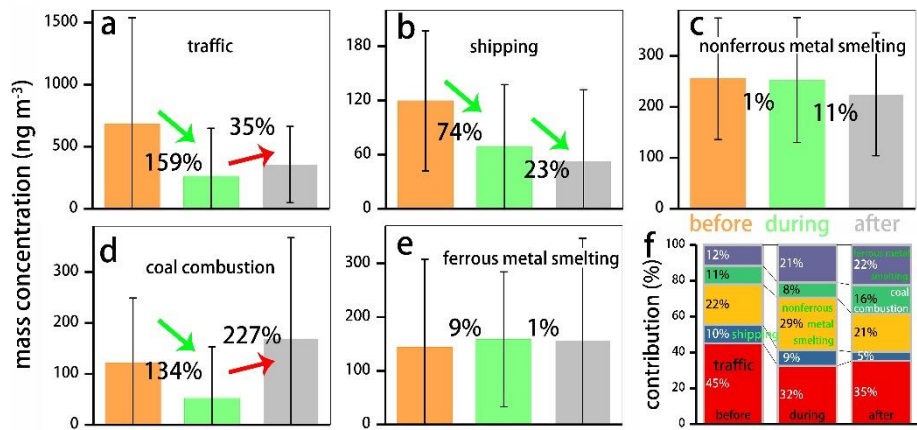 mass concentration (ng m⁻³)
a
traffic
1500
1000
500
0
159%
35%
b
shipping
180
120
60
0
74%
23%
c
nonferrous metal smelting
300
200
100
0
1%
11%
d
coal combustion
300
200
100
0
134%
227%
e
ferrous metal smelting
300
200
100
0
9%
1%
before during after
f
contribution (%)
100
80
60
40
20
0
12%
11%
22%
10% shipping
traffic
45%
before
21%
8%
nonferrous
29% metal
smelting
9%
32%
during
ferrous metal
22%
smelting
16% coal
combustion
21%
5%
35%
after